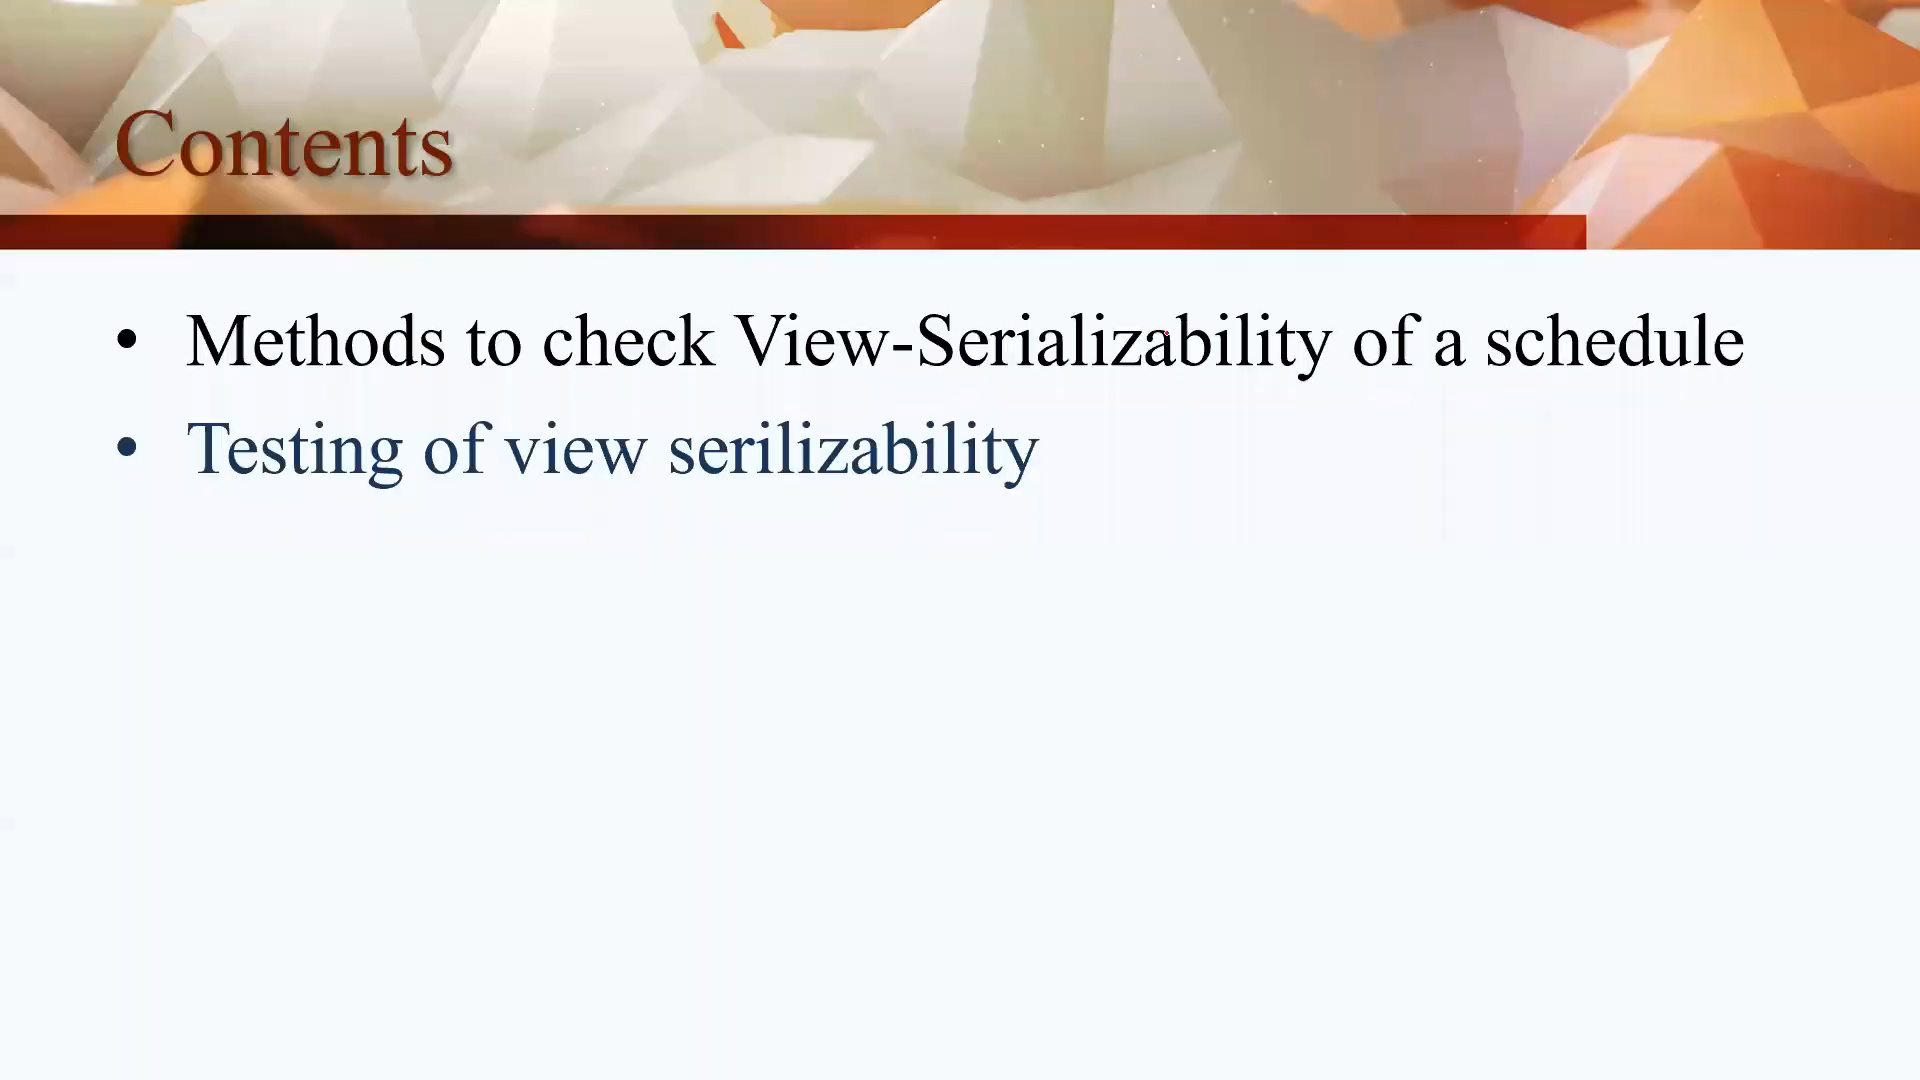 Contents
• Methods to check View-Serializability of a schedule
• Testing of view serilizability